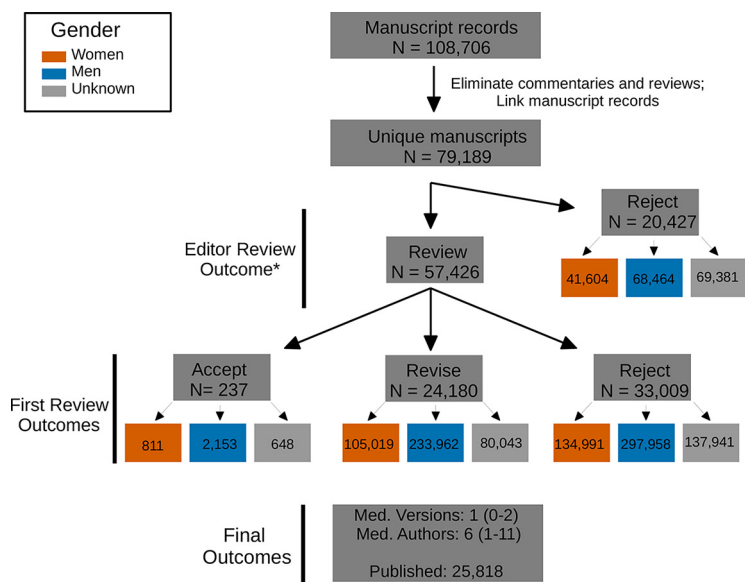 Gender
Women
Men
Unknown
Manuscript records
N = 108,706
Eliminate commentaries and reviews;
Link manuscript records
Unique manuscripts
N = 79,189
Editor Review
Outcome*
Review
N = 57,426
Reject
N = 20,427
41,604
68,464
69,381
First Review
Outcomes
Accept
N= 237
811
2,153
648
Revise
N = 24,180
105,019
233,962
80,043
Reject
N = 33,009
134,991
297,958
137,941
Final
Outcomes
Med. Versions: 1 (0-2)
Med. Authors: 6 (1-11)
Published: 25,818